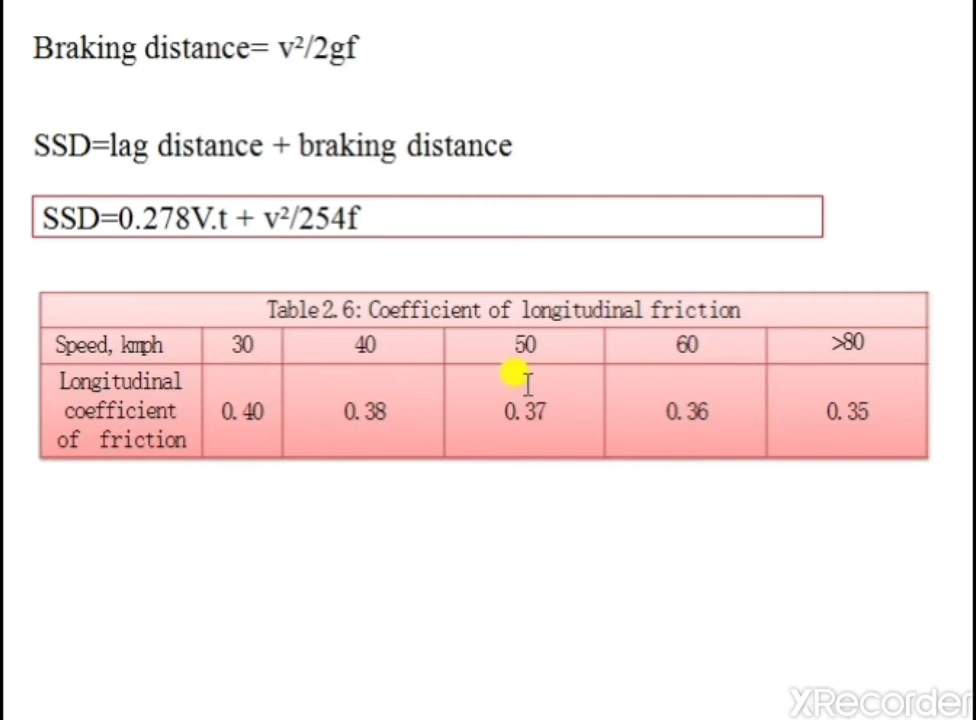 Braking distance= v²/2gf
SSD=lag distance + braking distance
SSD=0.278V.t + v²/254f
Table2.6: Coefficient of longitudinal friction
Speed, kmph 30 40 50 60 >80
Longitudinal
coefficient 0.40 0.38 0.37 0.36 0.35
of friction
XRecorder